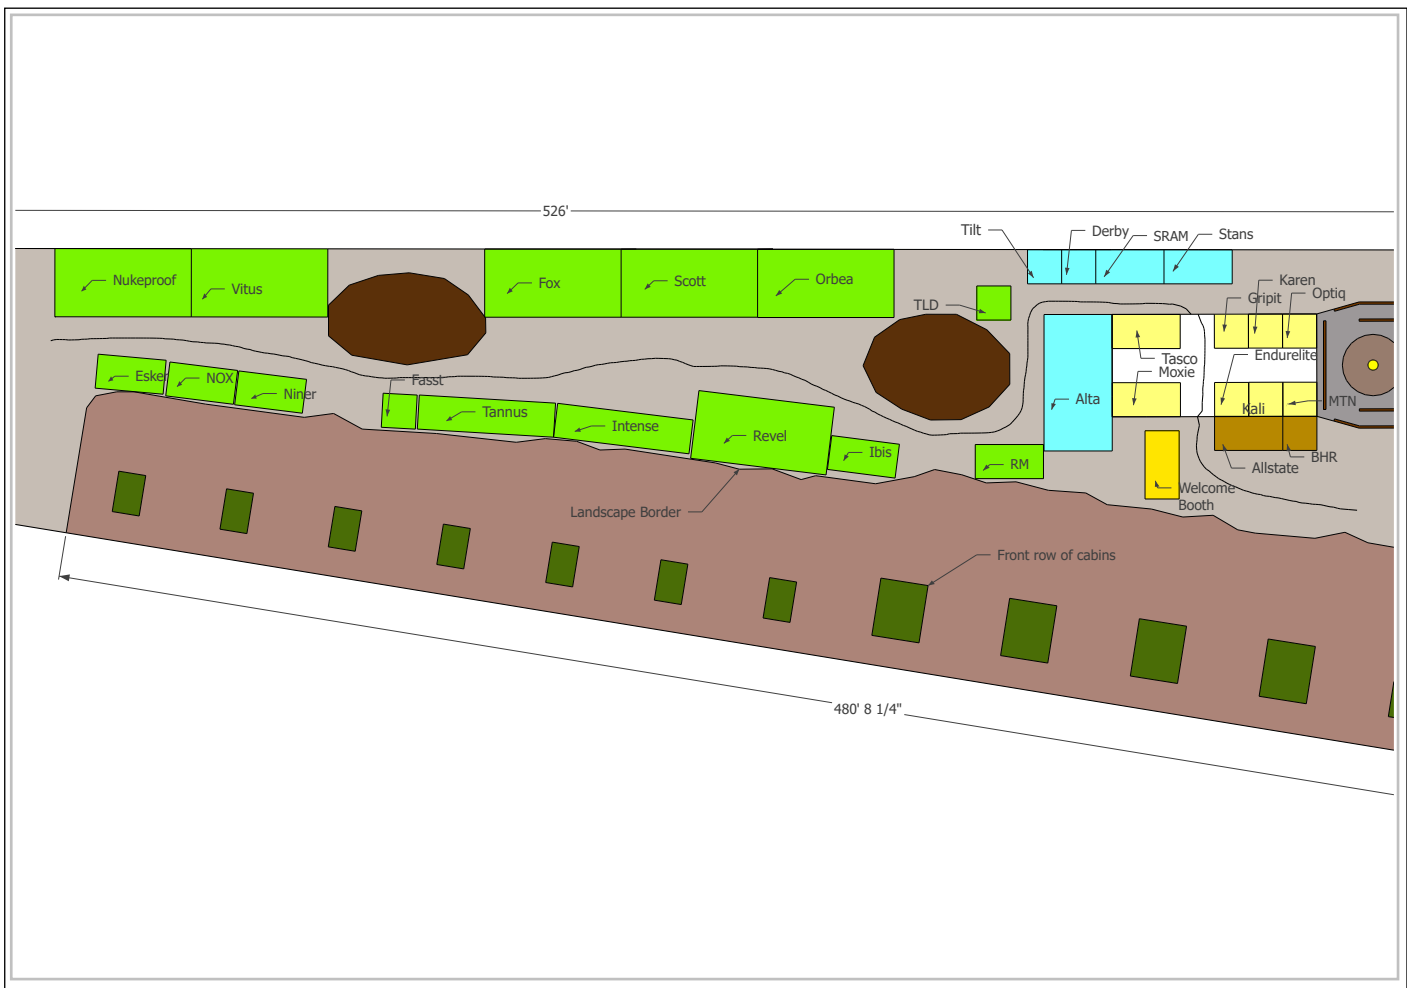 526'
Tilt
Derby
SRAM
Stans
Nukeproof
Vitus
Fox
Scott
Orbea
TLD
Karen
Gripit
Optiq
Tasco
Moxie
Endurelite
Esker
NOX
Niner
Fasst
Tannus
Intense
Revel
Ibis
RM
Alta
Kali
MTN
Allstate
BHR
Welcome
Booth
Landscape Border
Front row of cabins
480' 8 1/4"